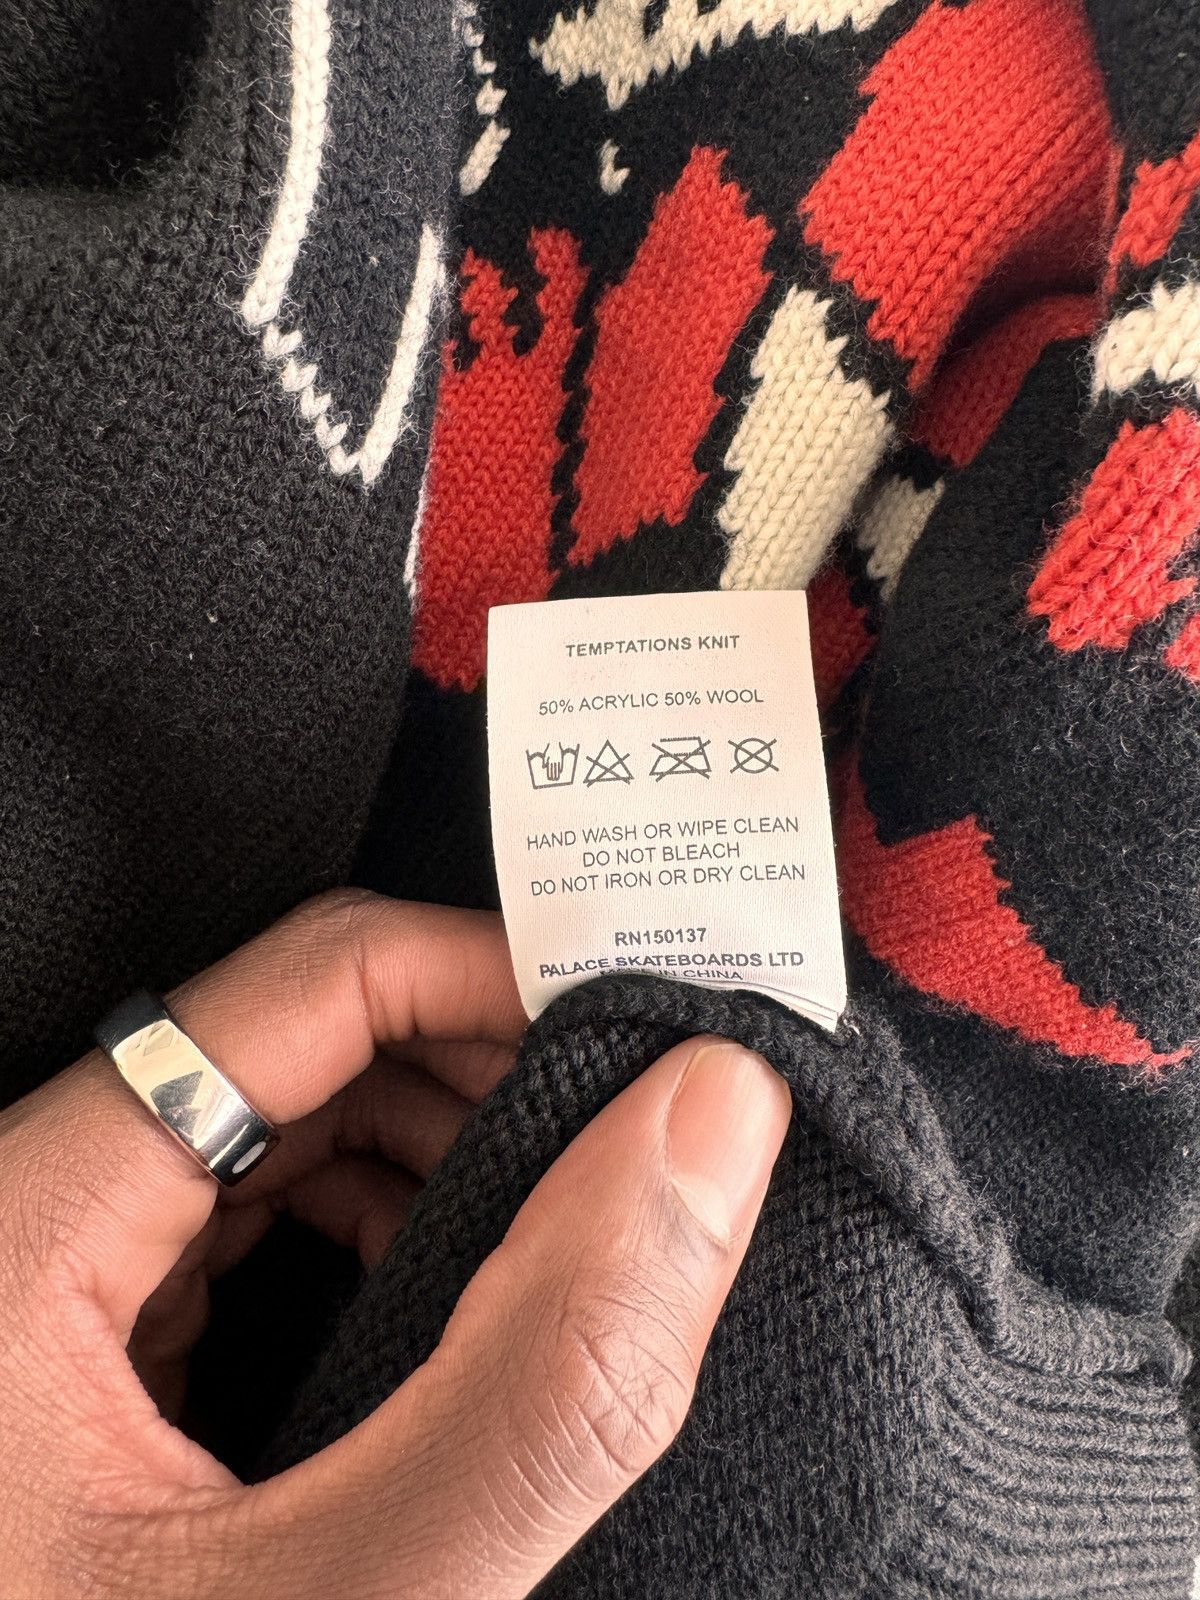 TEMPTATIONS KNIT
50% ACRYLIC 50% WOOL
HAND WASH OR WIPE CLEAN
DO NOT BLEACH
DO NOT IRON OR DRY CLEAN
RN150137
PALACE SKATEBOARDS LTD
MADE IN CHINA